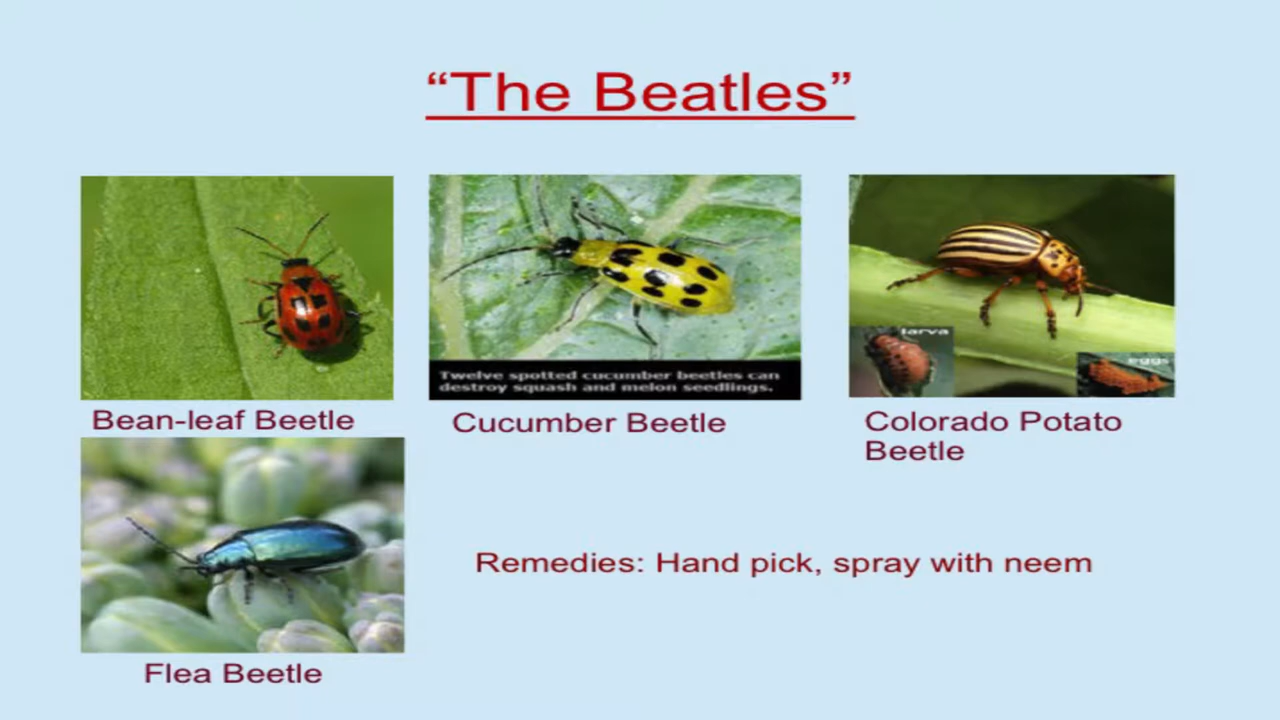 “The Beatles”
Twelve spotted cucumber beetles can
destroy squash and melon seedlings.
larva
eggs
Bean-leaf Beetle
Cucumber Beetle
Colorado Potato
Beetle
Remedies: Hand pick, spray with neem
Flea Beetle